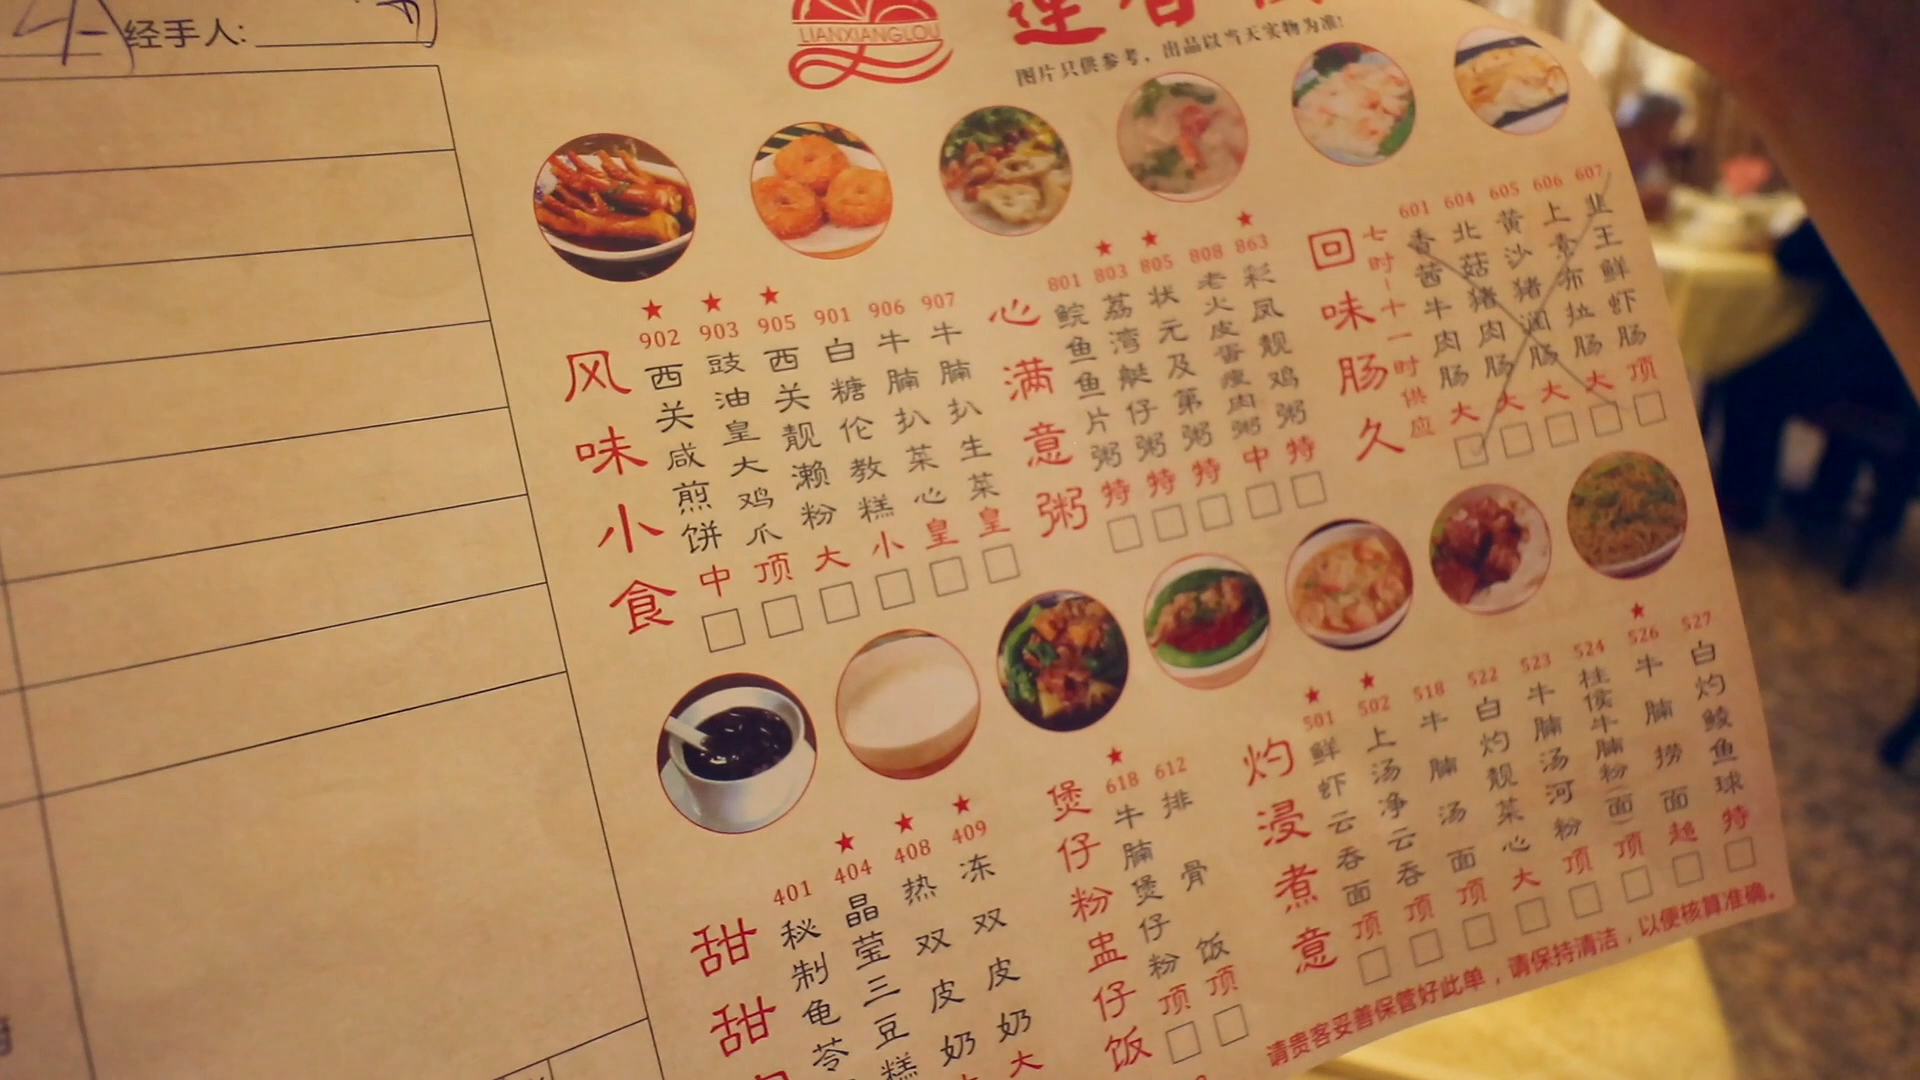 经手人:
LIANXIANGLOU
莲香楼
图片只供参考，出品以当天实物为准!
风味小食
★ 902 西关咸煎饼 中
★ 903 豉油皇大鸡爪 顶
★ 905 西关靓濑粉 大
901 白糖伦教糕 小
906 牛腩扒菜心 皇
907 牛腩扒生菜 皇
心满意粥
801 鲩鱼鱼片粥 特
★ 803 荔湾艇仔粥 特
★ 805 状元及第粥 特
808 老火皮蛋瘦肉粥 中
★ 863 彩凤靓鸡粥 特
回味肠久
七时-十一时供应
601 香茜牛肉肠 大
604 北菇猪肉肠 大
605 黄沙猪润肠 大
606 上素布拉肠 大
607 韭王鲜虾肠 顶
甜甜
401 秘制龟苓
★ 404 晶莹三豆糕
★ 408 热双皮奶
★ 409 冻双皮奶 大
煲仔粉盅仔饭
★ 618 牛腩煲仔粉 顶
612 排骨饭 顶
灼浸煮意
★ 501 鲜虾云吞面 顶
★ 502 上汤净云吞 顶
518 牛腩汤面 顶
522 白灼靓菜心 大
523 牛腩汤河粉 顶
524 桂侯牛腩粉(面) 顶
★ 526 牛腩捞面 超
527 白灼鲮鱼球 特
请贵客妥善保管好此单，请保持清洁，以便核算准确。